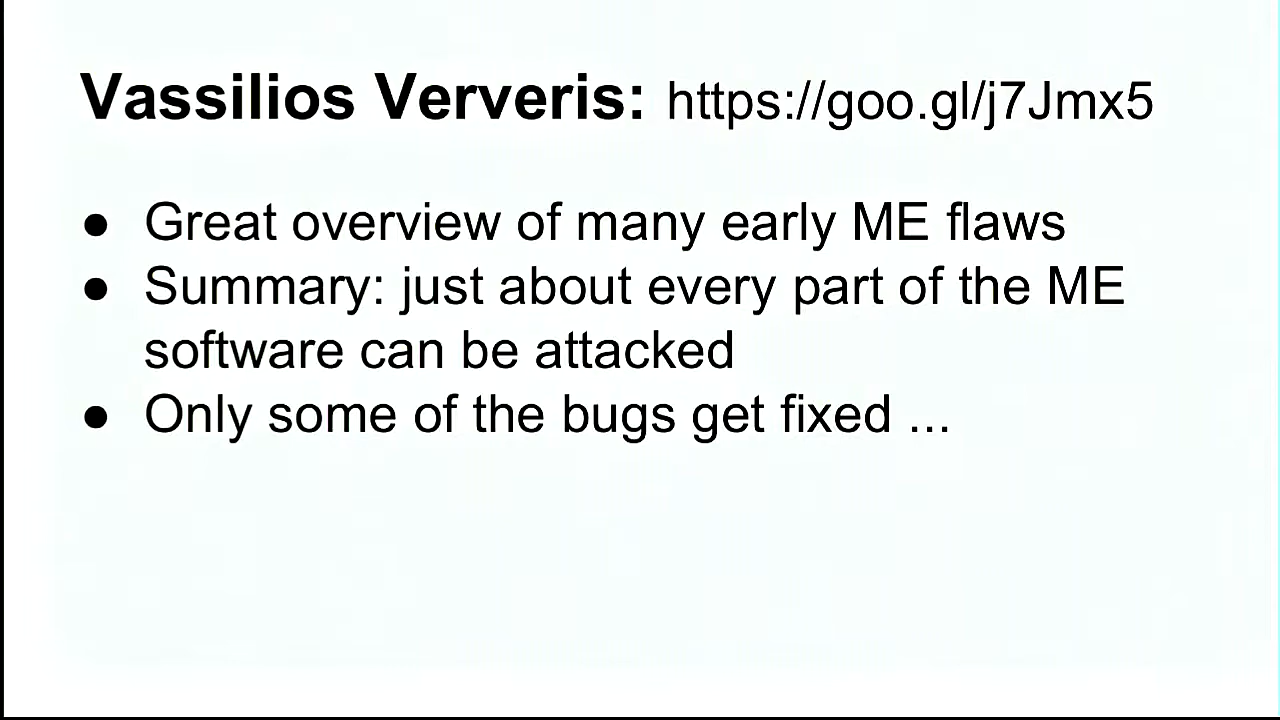 Vassilios Ververis: https://goo.gl/j7Jmx5
● Great overview of many early ME flaws
● Summary: just about every part of the ME
software can be attacked
● Only some of the bugs get fixed ...